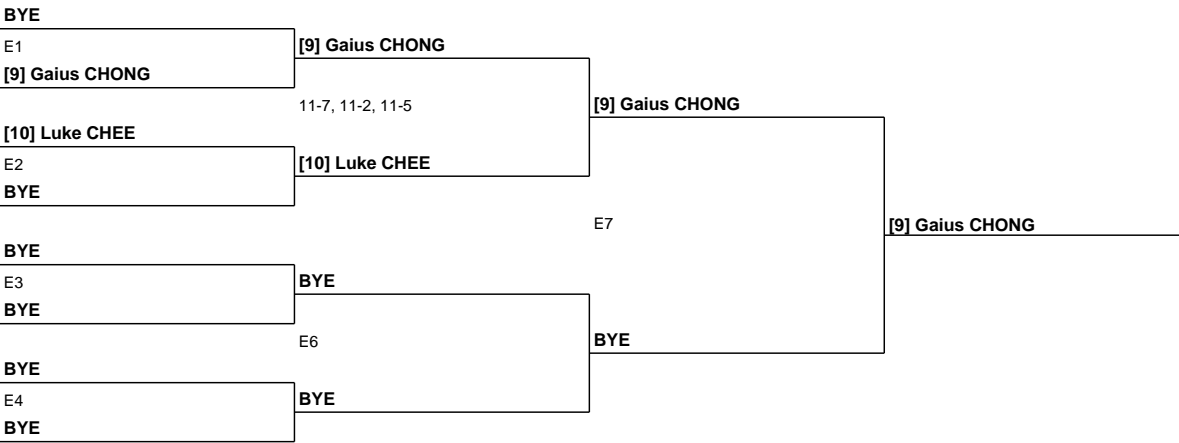 BYE
E1
[9] Gaius CHONG
[10] Luke CHEE
E2
BYE
BYE
E3
BYE
BYE
E4
BYE
[9] Gaius CHONG
11-7, 11-2, 11-5
[10] Luke CHEE
BYE
E6
BYE
[9] Gaius CHONG
E7
BYE
[9] Gaius CHONG